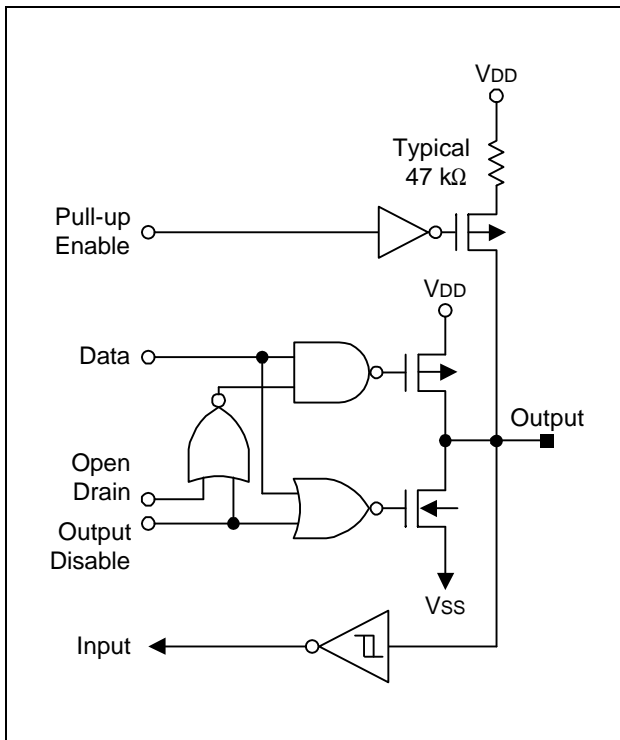 VDD
Typical
47 kΩ
Pull-up
Enable
VDD
Data
Output
Open
Drain
Output
Disable
VSS
Input